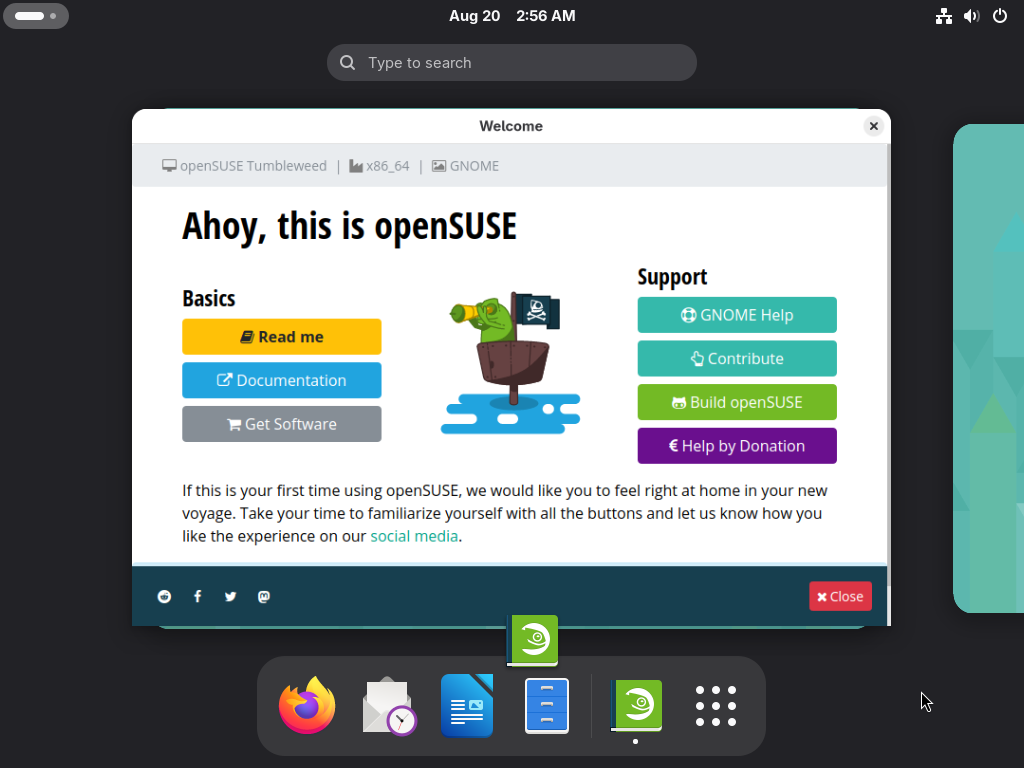 Aug 20 2:56 AM
Type to search
Welcome
openSUSE Tumbleweed | x86_64 | GNOME
Ahoy, this is openSUSE
Basics
Read me
Documentation
Get Software
Support
GNOME Help
Contribute
Build openSUSE
Help by Donation
If this is your first time using openSUSE, we would like you to feel right at home in your new
voyage. Take your time to familiarize yourself with all the buttons and let us know how you
like the experience on our social media.
Close